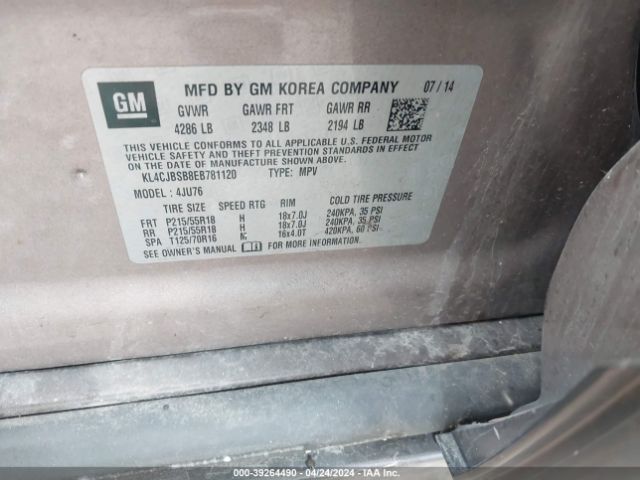 GM
MFD BY GM KOREA COMPANY 07/14
GVWR GAWR FRT GAWR RR
4286 LB 2348 LB 2194 LB
THIS VEHICLE CONFORMS TO ALL APPLICABLE U.S. FEDERAL MOTOR
VEHICLE SAFETY AND THEFT PREVENTION STANDARDS IN EFFECT
ON THE DATE OF MANUFACTURE SHOWN ABOVE.
KL4CJBSB8EB781120 TYPE: MPV
MODEL: 4JU76
TIRE SIZE SPEED RTG RIM COLD TIRE PRESSURE
FRT P215/55R18 H 18x7.0J 240KPA, 35 PSI
RR P215/55R18 H 18x7.0J 240KPA, 35 PSI
SPA T125/70R16 M 16x4.0T 420KPA, 60 PSI
SEE OWNER'S MANUAL FOR MORE INFORMATION.
000-39264490 - 04/24/2024 - IAA Inc.